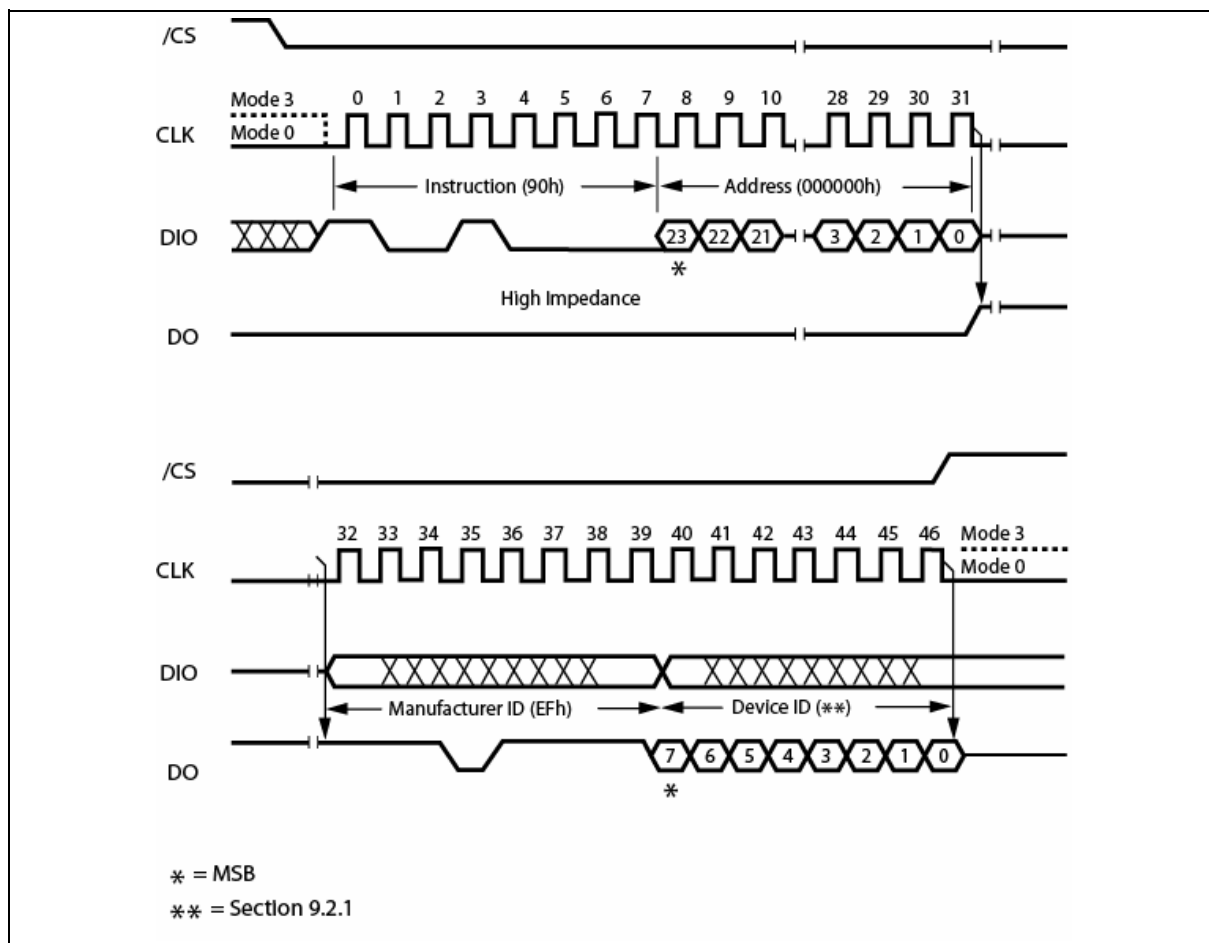 /CS
Mode 3 0 1 2 3 4 5 6 7 8 9 10 28 29 30 31
CLK Mode 0
Instruction (90h) Address (000000h)
DIO 23 22 21 3 2 1 0
*
High Impedance
DO
/CS
32 33 34 35 36 37 38 39 40 41 42 43 44 45 46 Mode 3
CLK Mode 0
DIO
Manufacturer ID (EFh) Device ID (**)
DO 7 6 5 4 3 2 1 0
*
* = MSB
** = Section 9.2.1